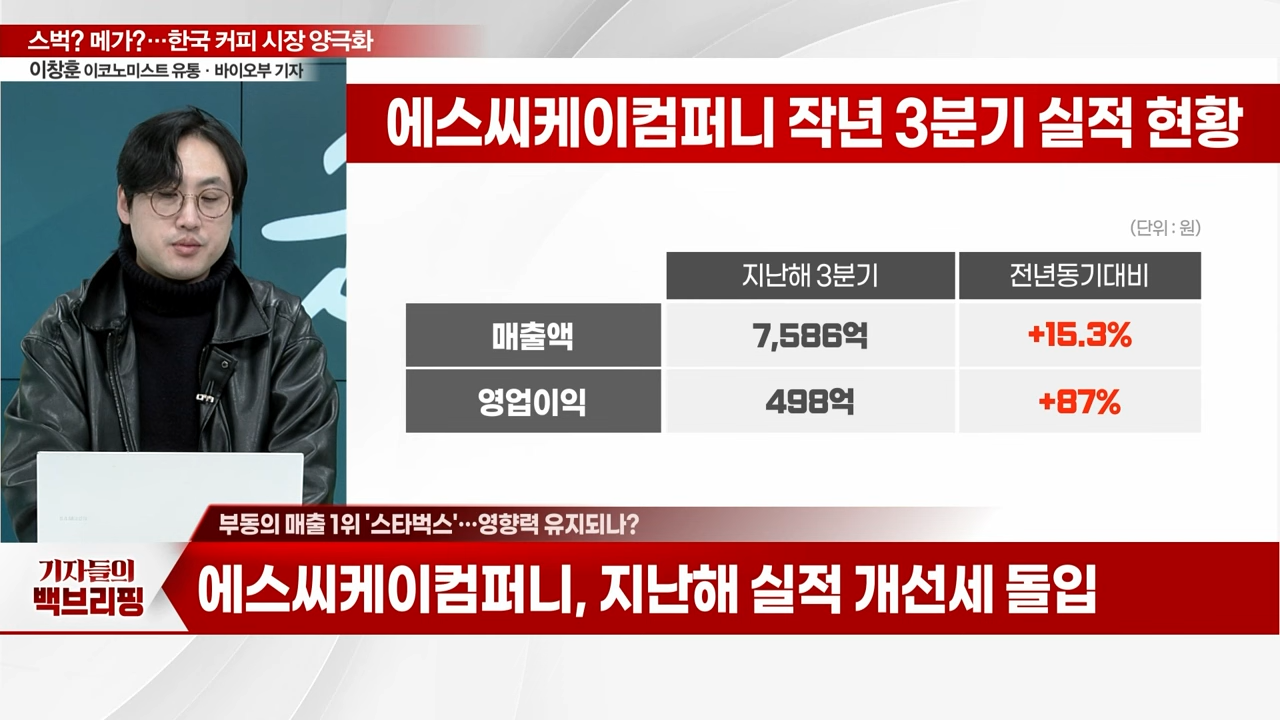 스벅? 메가?…한국 커피 시장 양극화
이창훈 이코노미스트 유통·바이오부 기자
에스씨케이컴퍼니 작년 3분기 실적 현황
(단위 : 원)
지난해 3분기 전년동기대비
매출액 7,586억 +15.3%
영업이익 498억 +87%
부동의 매출 1위 '스타벅스'…영향력 유지되나?
기자들의
백브리핑
에스씨케이컴퍼니, 지난해 실적 개선세 돌입